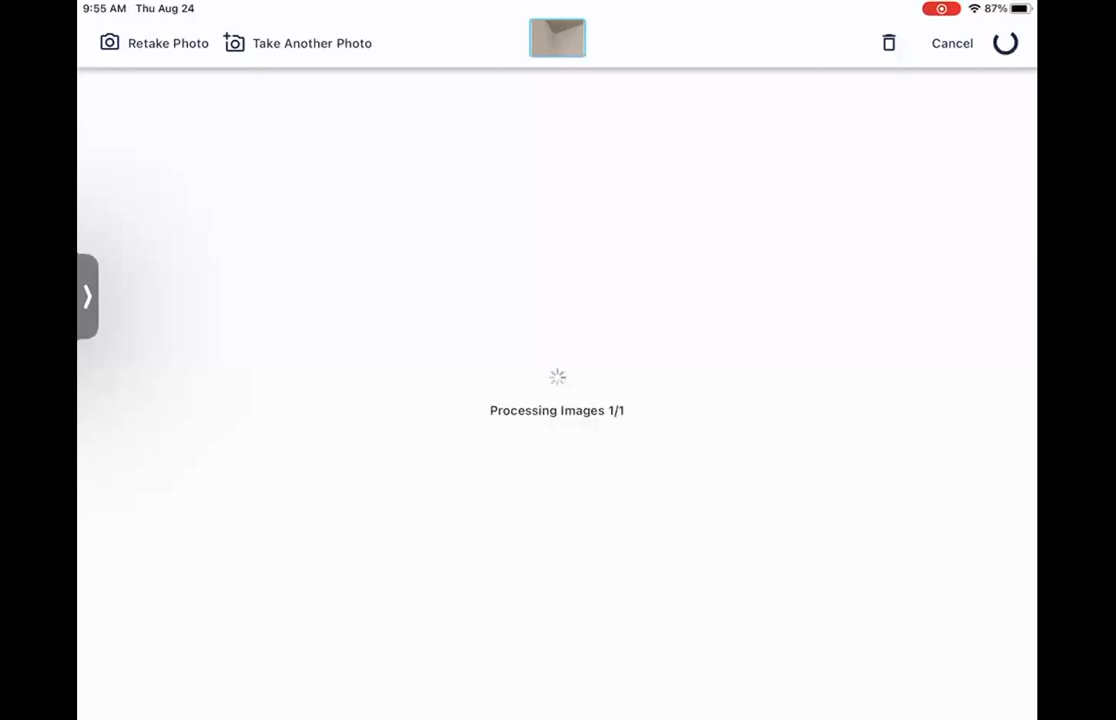 9:55 AM Thu Aug 24 87%
Retake Photo Take Another Photo Cancel
Processing Images 1/1